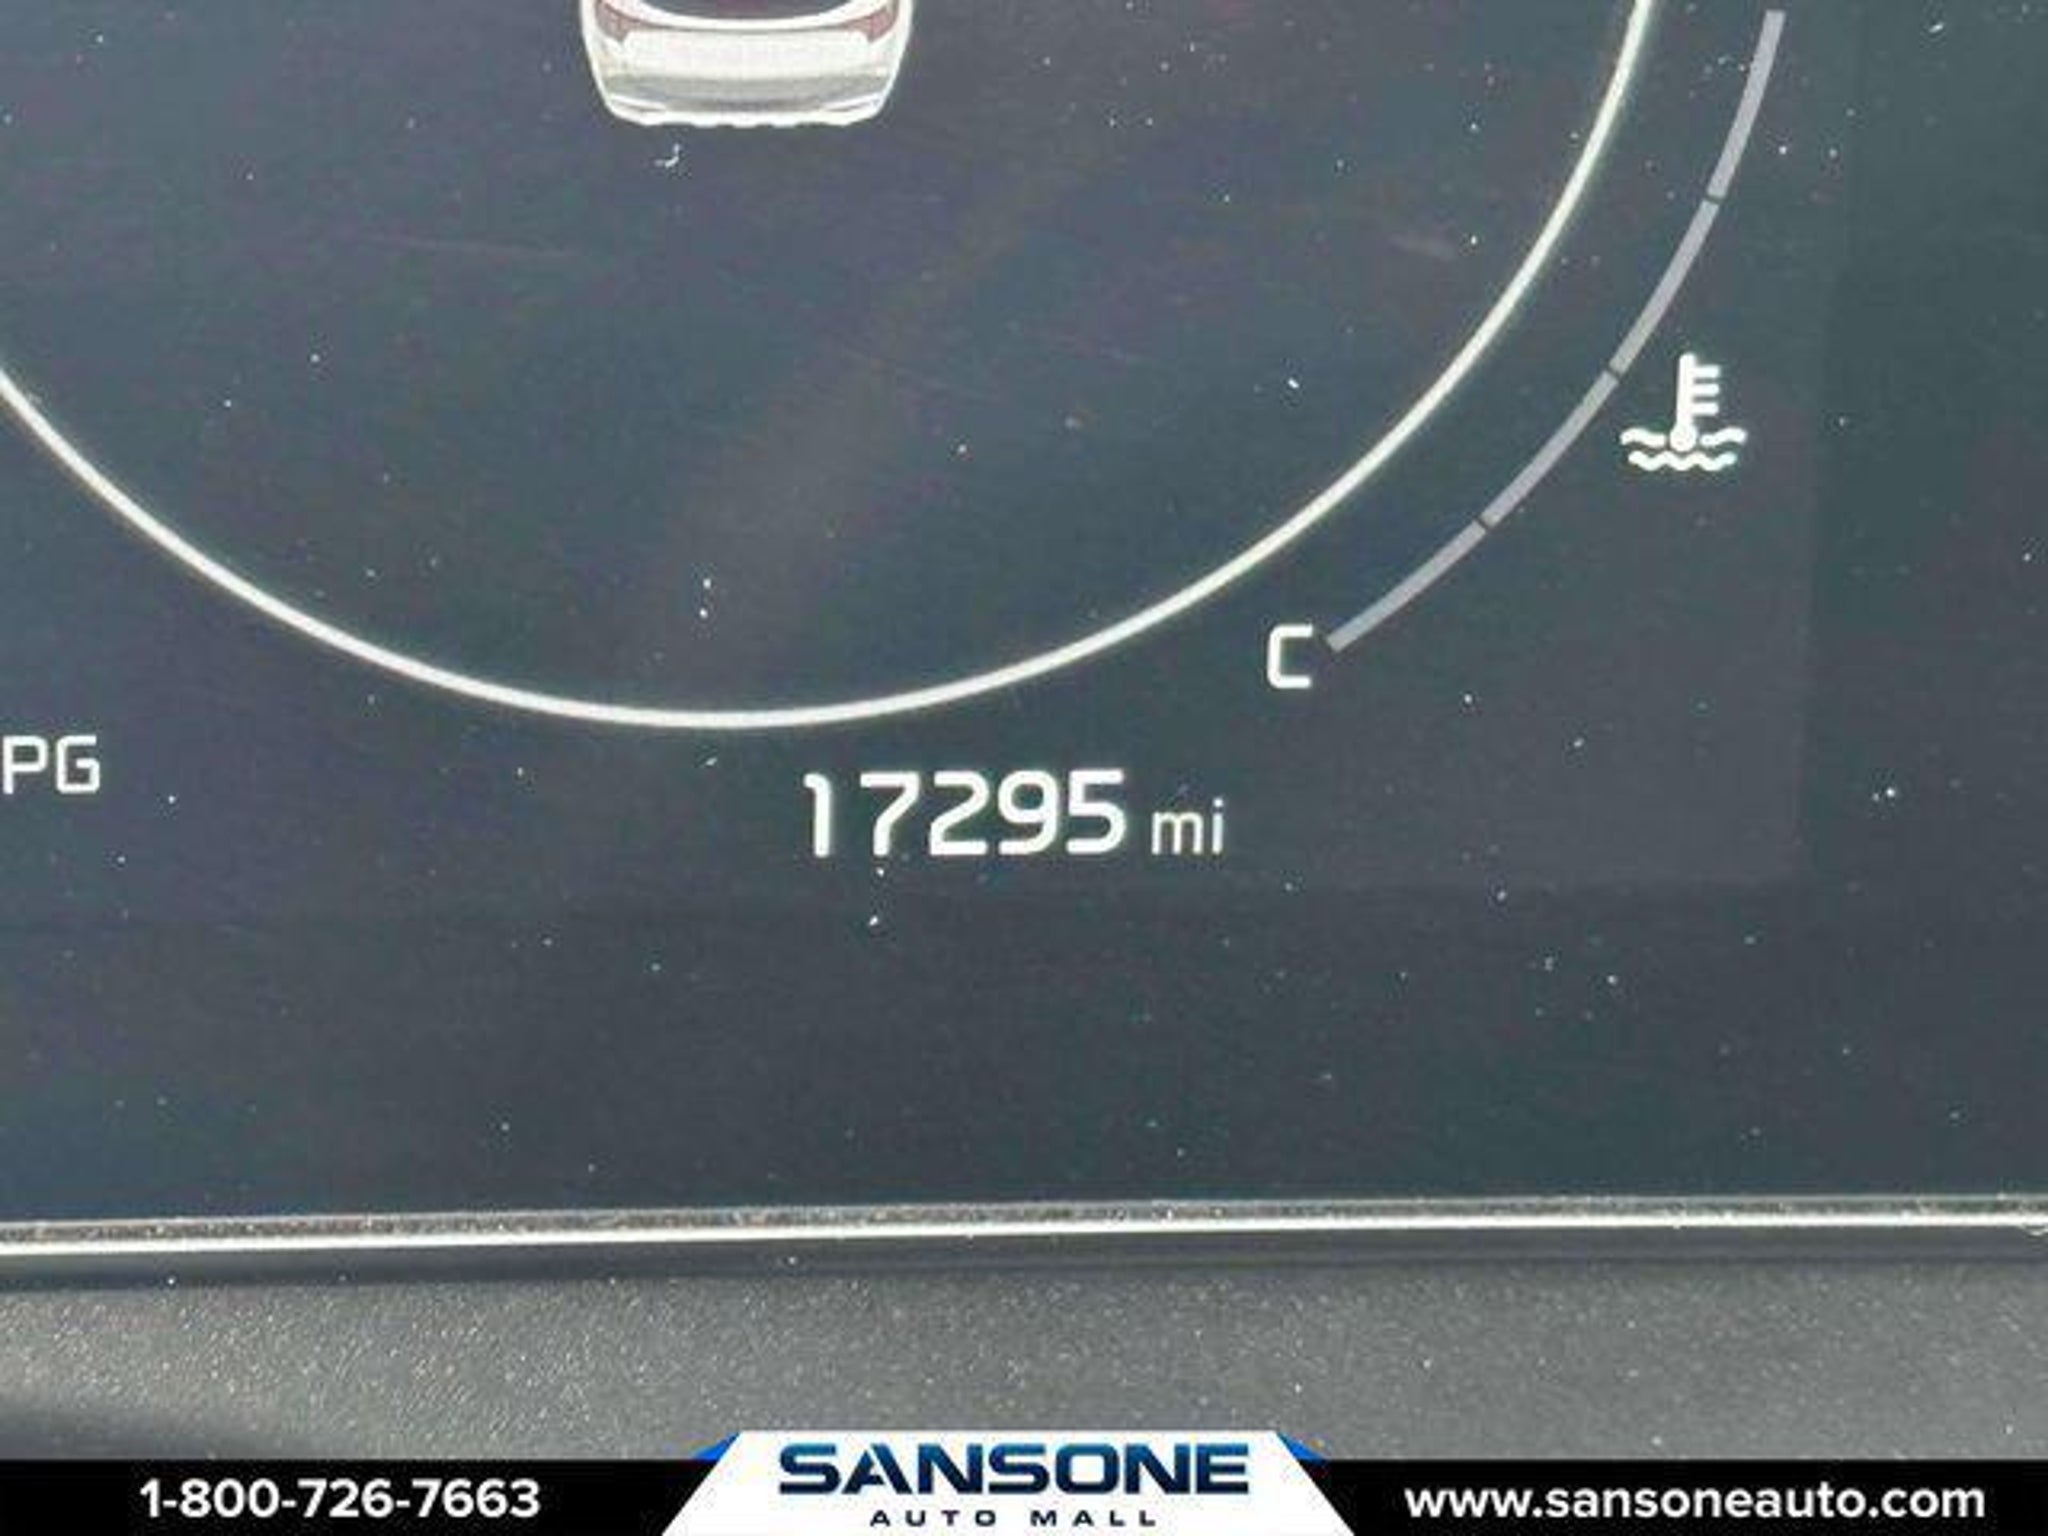 C
PG
17295 mi
1-800-726-7663
SANSONE
AUTO MALL
www.sansoneauto.com